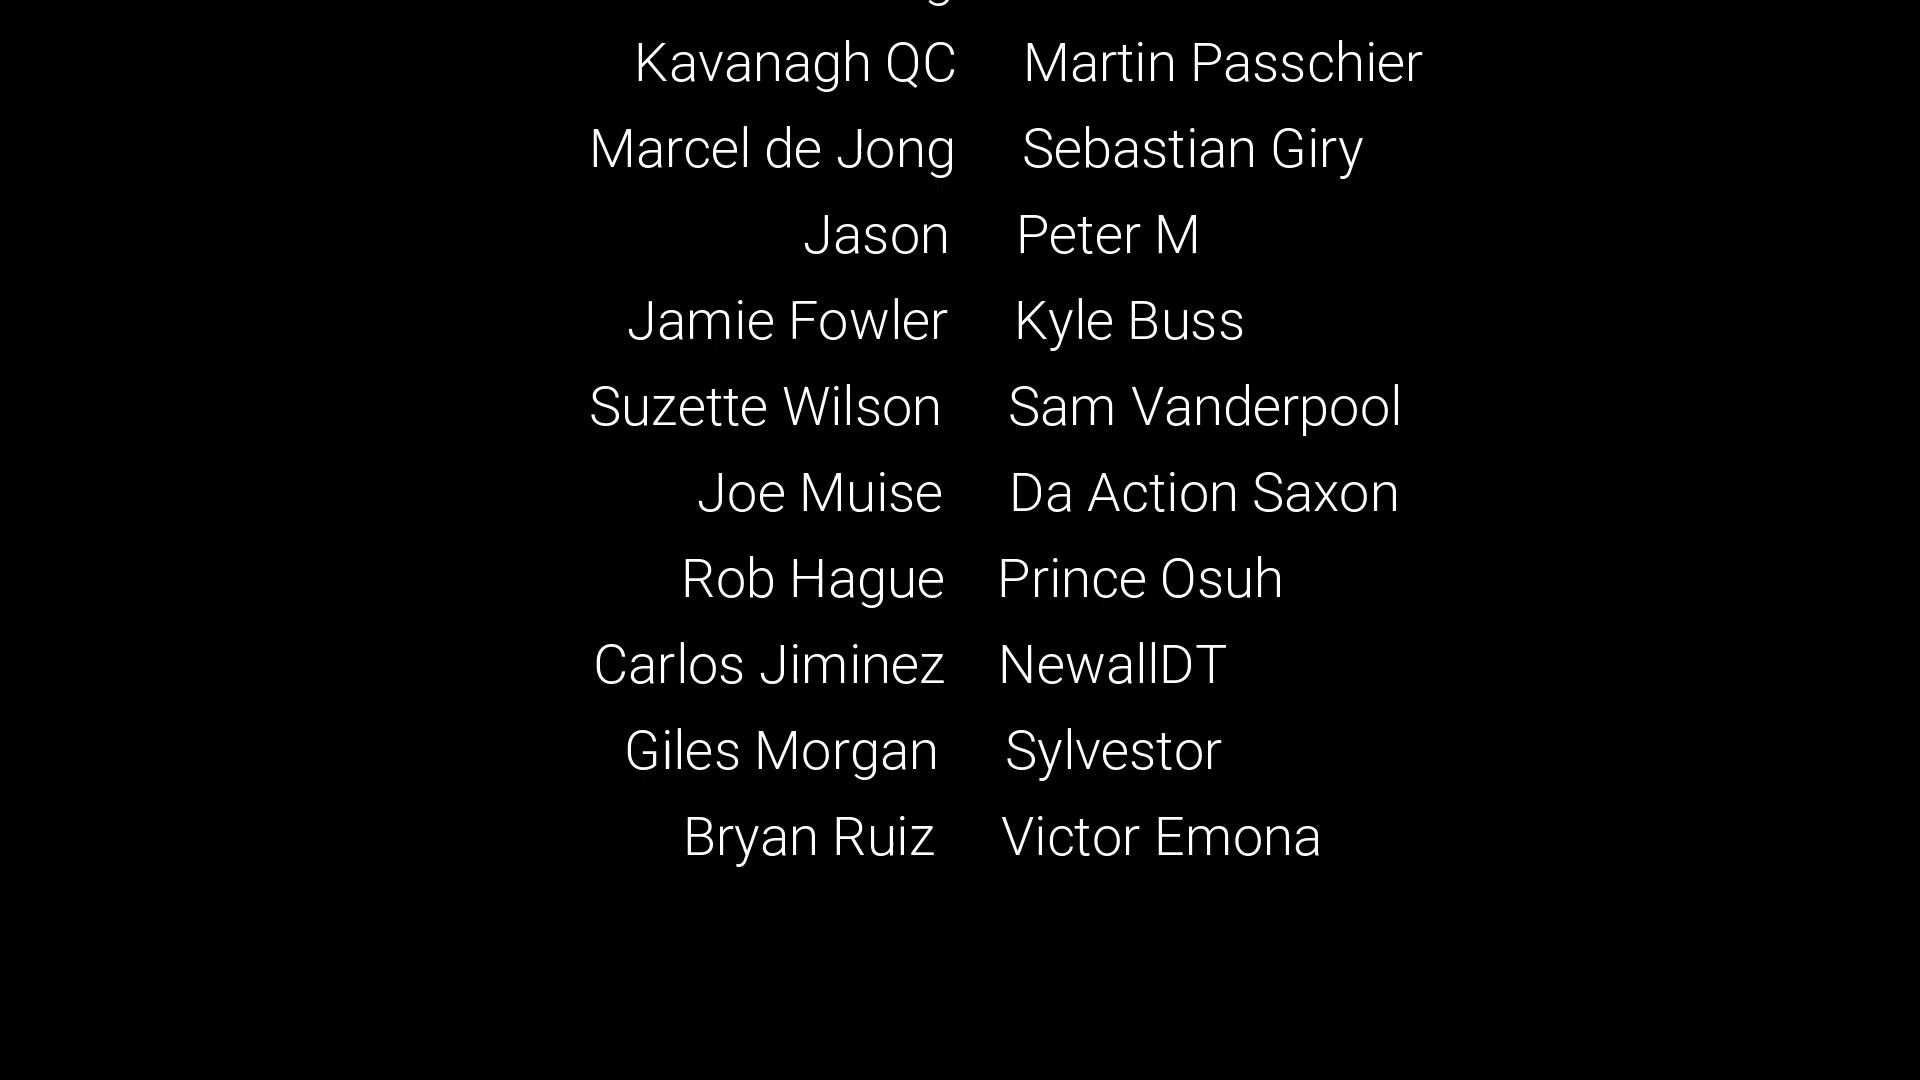 Kavanagh QC Martin Passchier
Marcel de Jong Sebastian Giry
Jason Peter M
Jamie Fowler Kyle Buss
Suzette Wilson Sam Vanderpool
Joe Muise Da Action Saxon
Rob Hague Prince Osuh
Carlos Jiminez NewallDT
Giles Morgan Sylvestor
Bryan Ruiz Victor Emona